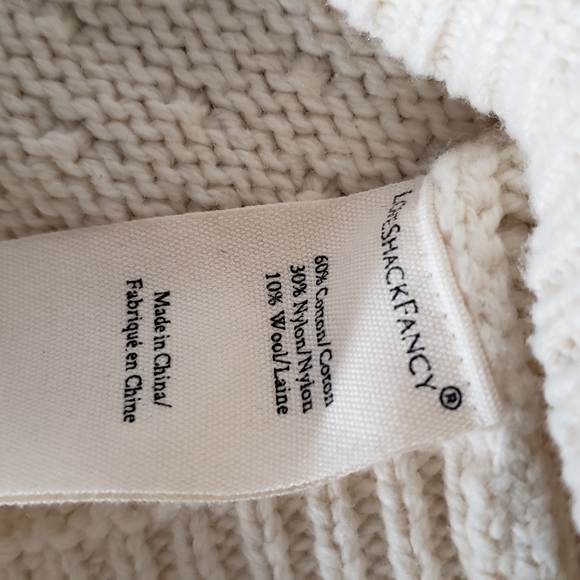 LoveShackFancy®
60% Cotton/Coton
30% Nylon/Nylon
10% Wool/Laine
Made in China/
Fabriqué en Chine